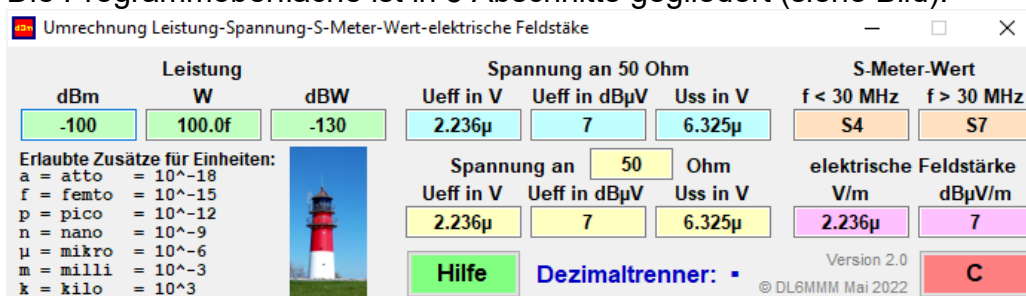 Die Programmoberfläche ist in 5 Abschnitte gegliedert (siehe Bild):
dBm Umrechnung Leistung-Spannung-S-Meter-Wert-elektrische Feldstäke
Leistung Spannung an 50 Ohm S-Meter-Wert
dBm W dBW Ueff in V Ueff in dBµV Uss in V f < 30 MHz f > 30 MHz
-100 100.0f -130 2.236µ 7 6.325µ S4 S7
Erlaubte Zusätze für Einheiten:
a = atto = 10^-18
f = femto = 10^-15
p = pico = 10^-12
n = nano = 10^-9
µ = mikro = 10^-6
m = milli = 10^-3
k = kilo = 10^3
Spannung an 50 Ohm elektrische Feldstärke
Ueff in V Ueff in dBµV Uss in V V/m dBµV/m
2.236µ 7 6.325µ 2.236µ 7
Hilfe Dezimaltrenner: . Version 2.0 C
© DL6MMM Mai 2022